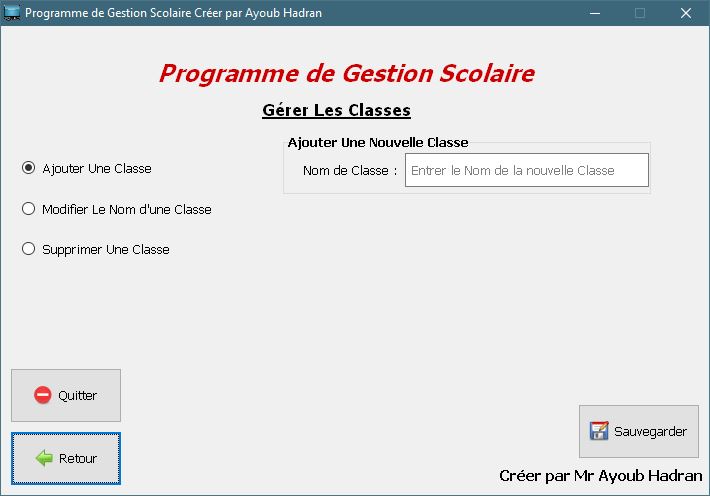 Programme de Gestion Scolaire Créer par Ayoub Hadran
Programme de Gestion Scolaire
Gérer Les Classes
Ajouter Une Nouvelle Classe
Nom de Classe :
Entrer le Nom de la nouvelle Classe
Ajouter Une Classe
Modifier Le Nom d'une Classe
Supprimer Une Classe
Quitter
Retour
Sauvegarder
Créer par Mr Ayoub Hadran